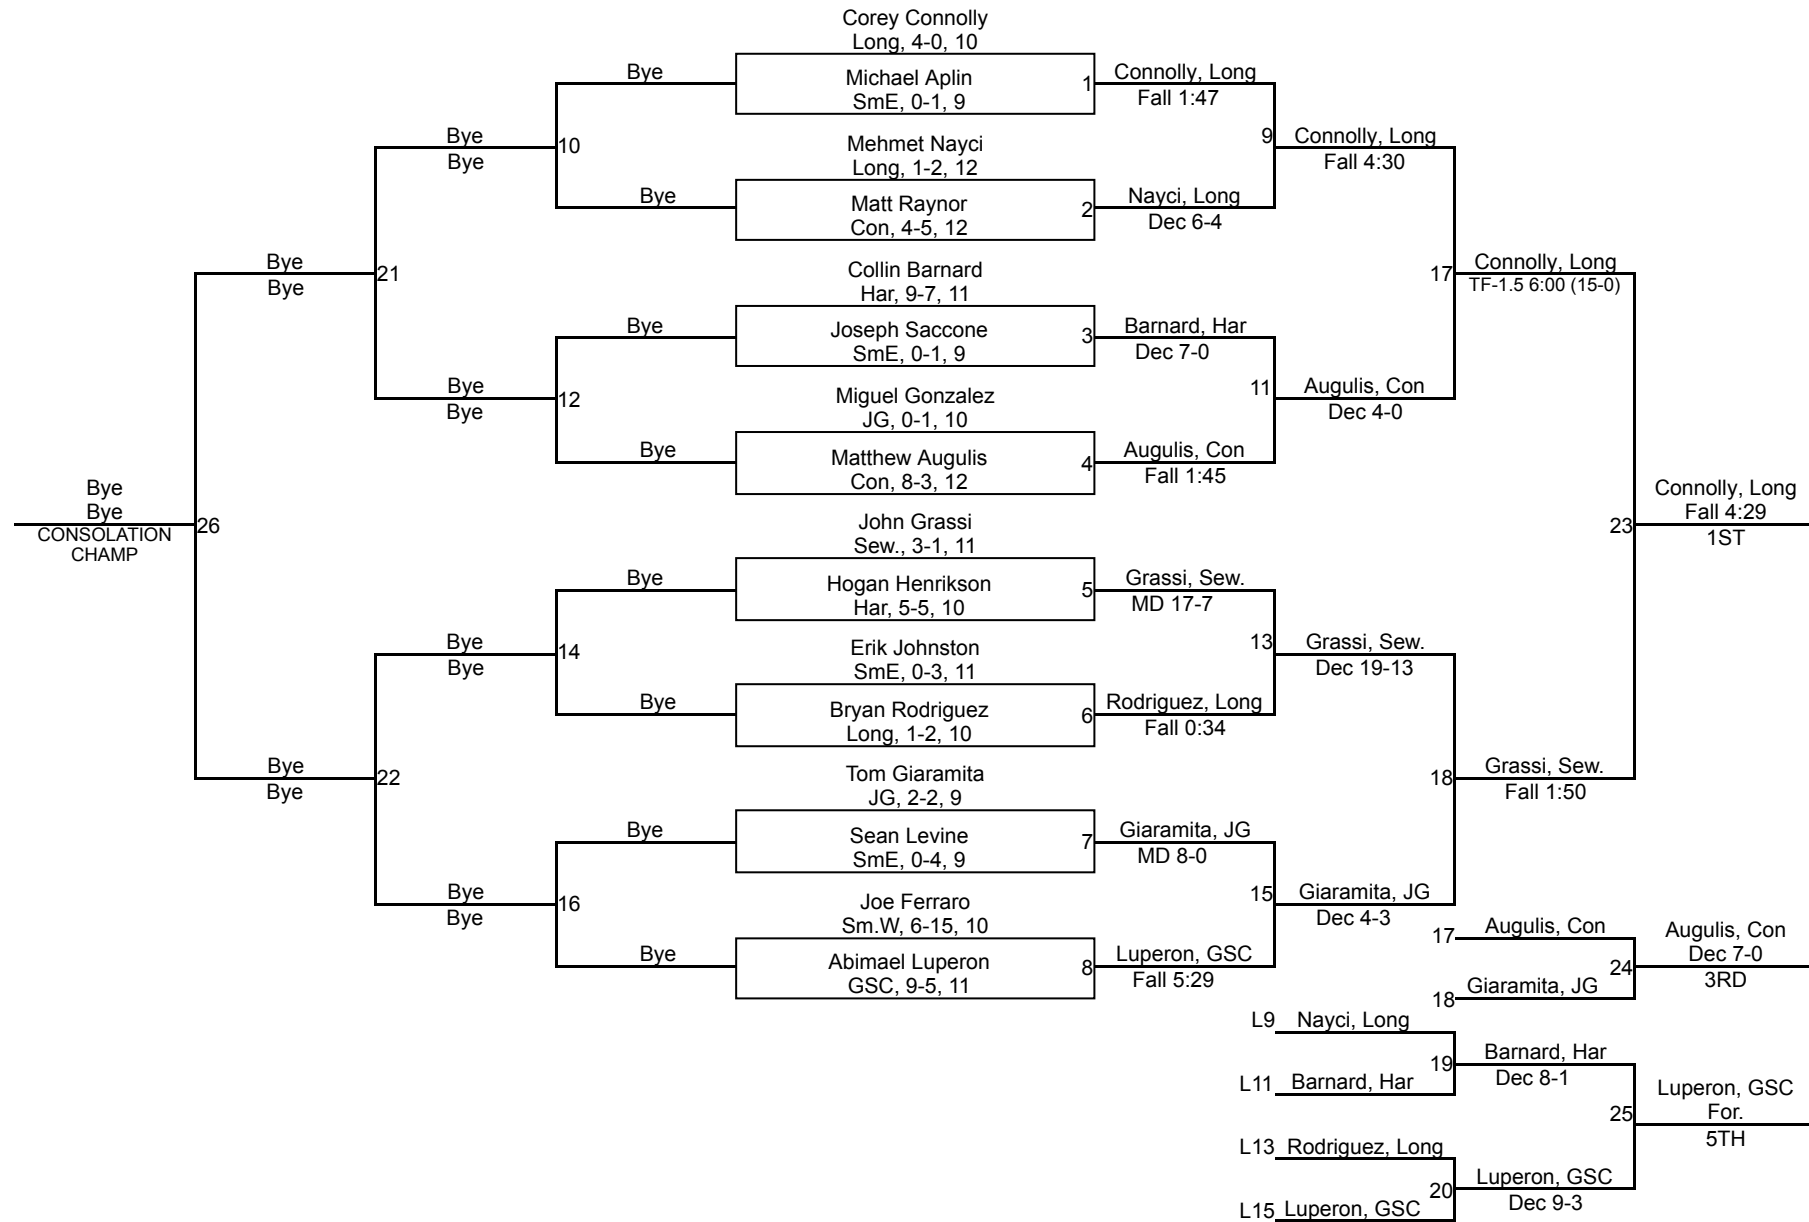 Corey Connolly
Long, 4-0, 10
Bye
Michael Aplin
SmE, 0-1, 9
1
Connolly, Long
Fall 1:47
Bye
Bye
10
Mehmet Nayci
Long, 1-2, 12
9
Connolly, Long
Fall 4:30
Bye
Matt Raynor
Con, 4-5, 12
2
Nayci, Long
Dec 6-4
Bye
Bye
21
Collin Barnard
Har, 9-7, 11
17
Connolly, Long
TF-1.5 6:00 (15-0)
Bye
Joseph Saccone
SmE, 0-1, 9
3
Barnard, Har
Dec 7-0
Bye
Bye
12
Miguel Gonzalez
JG, 0-1, 10
11
Augulis, Con
Dec 4-0
Bye
Matthew Augulis
Con, 8-3, 12
4
Augulis, Con
Fall 1:45
Bye
Bye
CONSOLATION
CHAMP
26
John Grassi
Sew., 3-1, 11
23
Connolly, Long
Fall 4:29
1ST
Bye
Hogan Henrikson
Har, 5-5, 10
5
Grassi, Sew.
MD 17-7
Bye
Bye
14
Erik Johnston
SmE, 0-3, 11
13
Grassi, Sew.
Dec 19-13
Bye
Bryan Rodriguez
Long, 1-2, 10
6
Rodriguez, Long
Fall 0:34
Bye
Bye
22
Tom Giaramita
JG, 2-2, 9
18
Grassi, Sew.
Fall 1:50
Bye
Sean Levine
SmE, 0-4, 9
7
Giaramita, JG
MD 8-0
Bye
Bye
16
Joe Ferraro
Sm.W, 6-15, 10
15
Giaramita, JG
Dec 4-3
Bye
Abimael Luperon
GSC, 9-5, 11
8
Luperon, GSC
Fall 5:29
17
Augulis, Con
18
Giaramita, JG
24
Augulis, Con
Dec 7-0
3RD
L9
Nayci, Long
L11
Barnard, Har
19
Barnard, Har
Dec 8-1
25
Luperon, GSC
For.
5TH
L13
Rodriguez, Long
L15
Luperon, GSC
20
Luperon, GSC
Dec 9-3